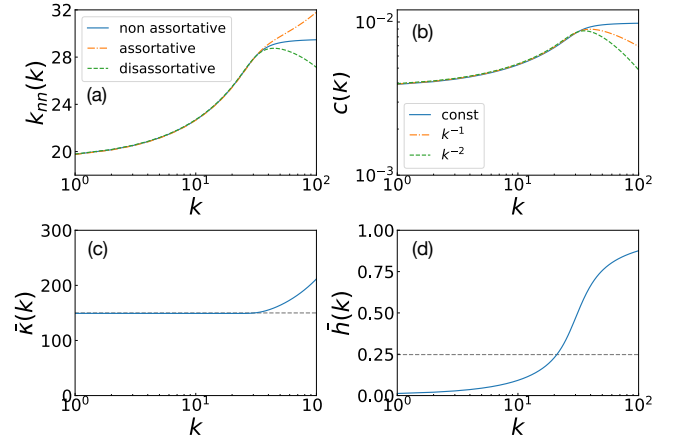 k_nn(k)
32
28
24
20
10^0
10^1
10^2
k
non assortative
assortative
disassortative
(a)
c(k)
10^-2
10^-3
10^0
10^1
10^2
k
(b)
const
k^-1
k^-2
κ̄(k)
300
200
100
0
10^0
10^1
10
k
(c)
h̄(k)
1.00
0.75
0.50
0.25
0.00
10^0
10^1
10^2
k
(d)